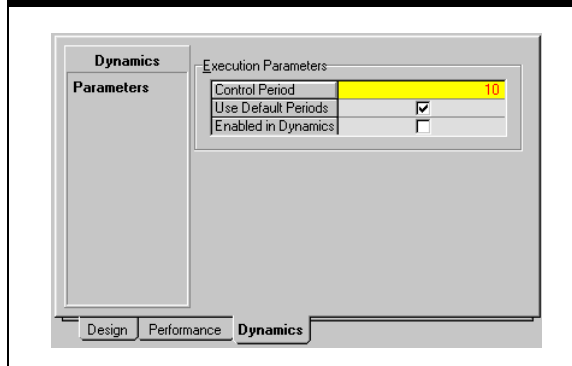 Dynamics
Parameters
Execution Parameters
Control Period 10
Use Default Periods
Enabled in Dynamics
Design Performance Dynamics